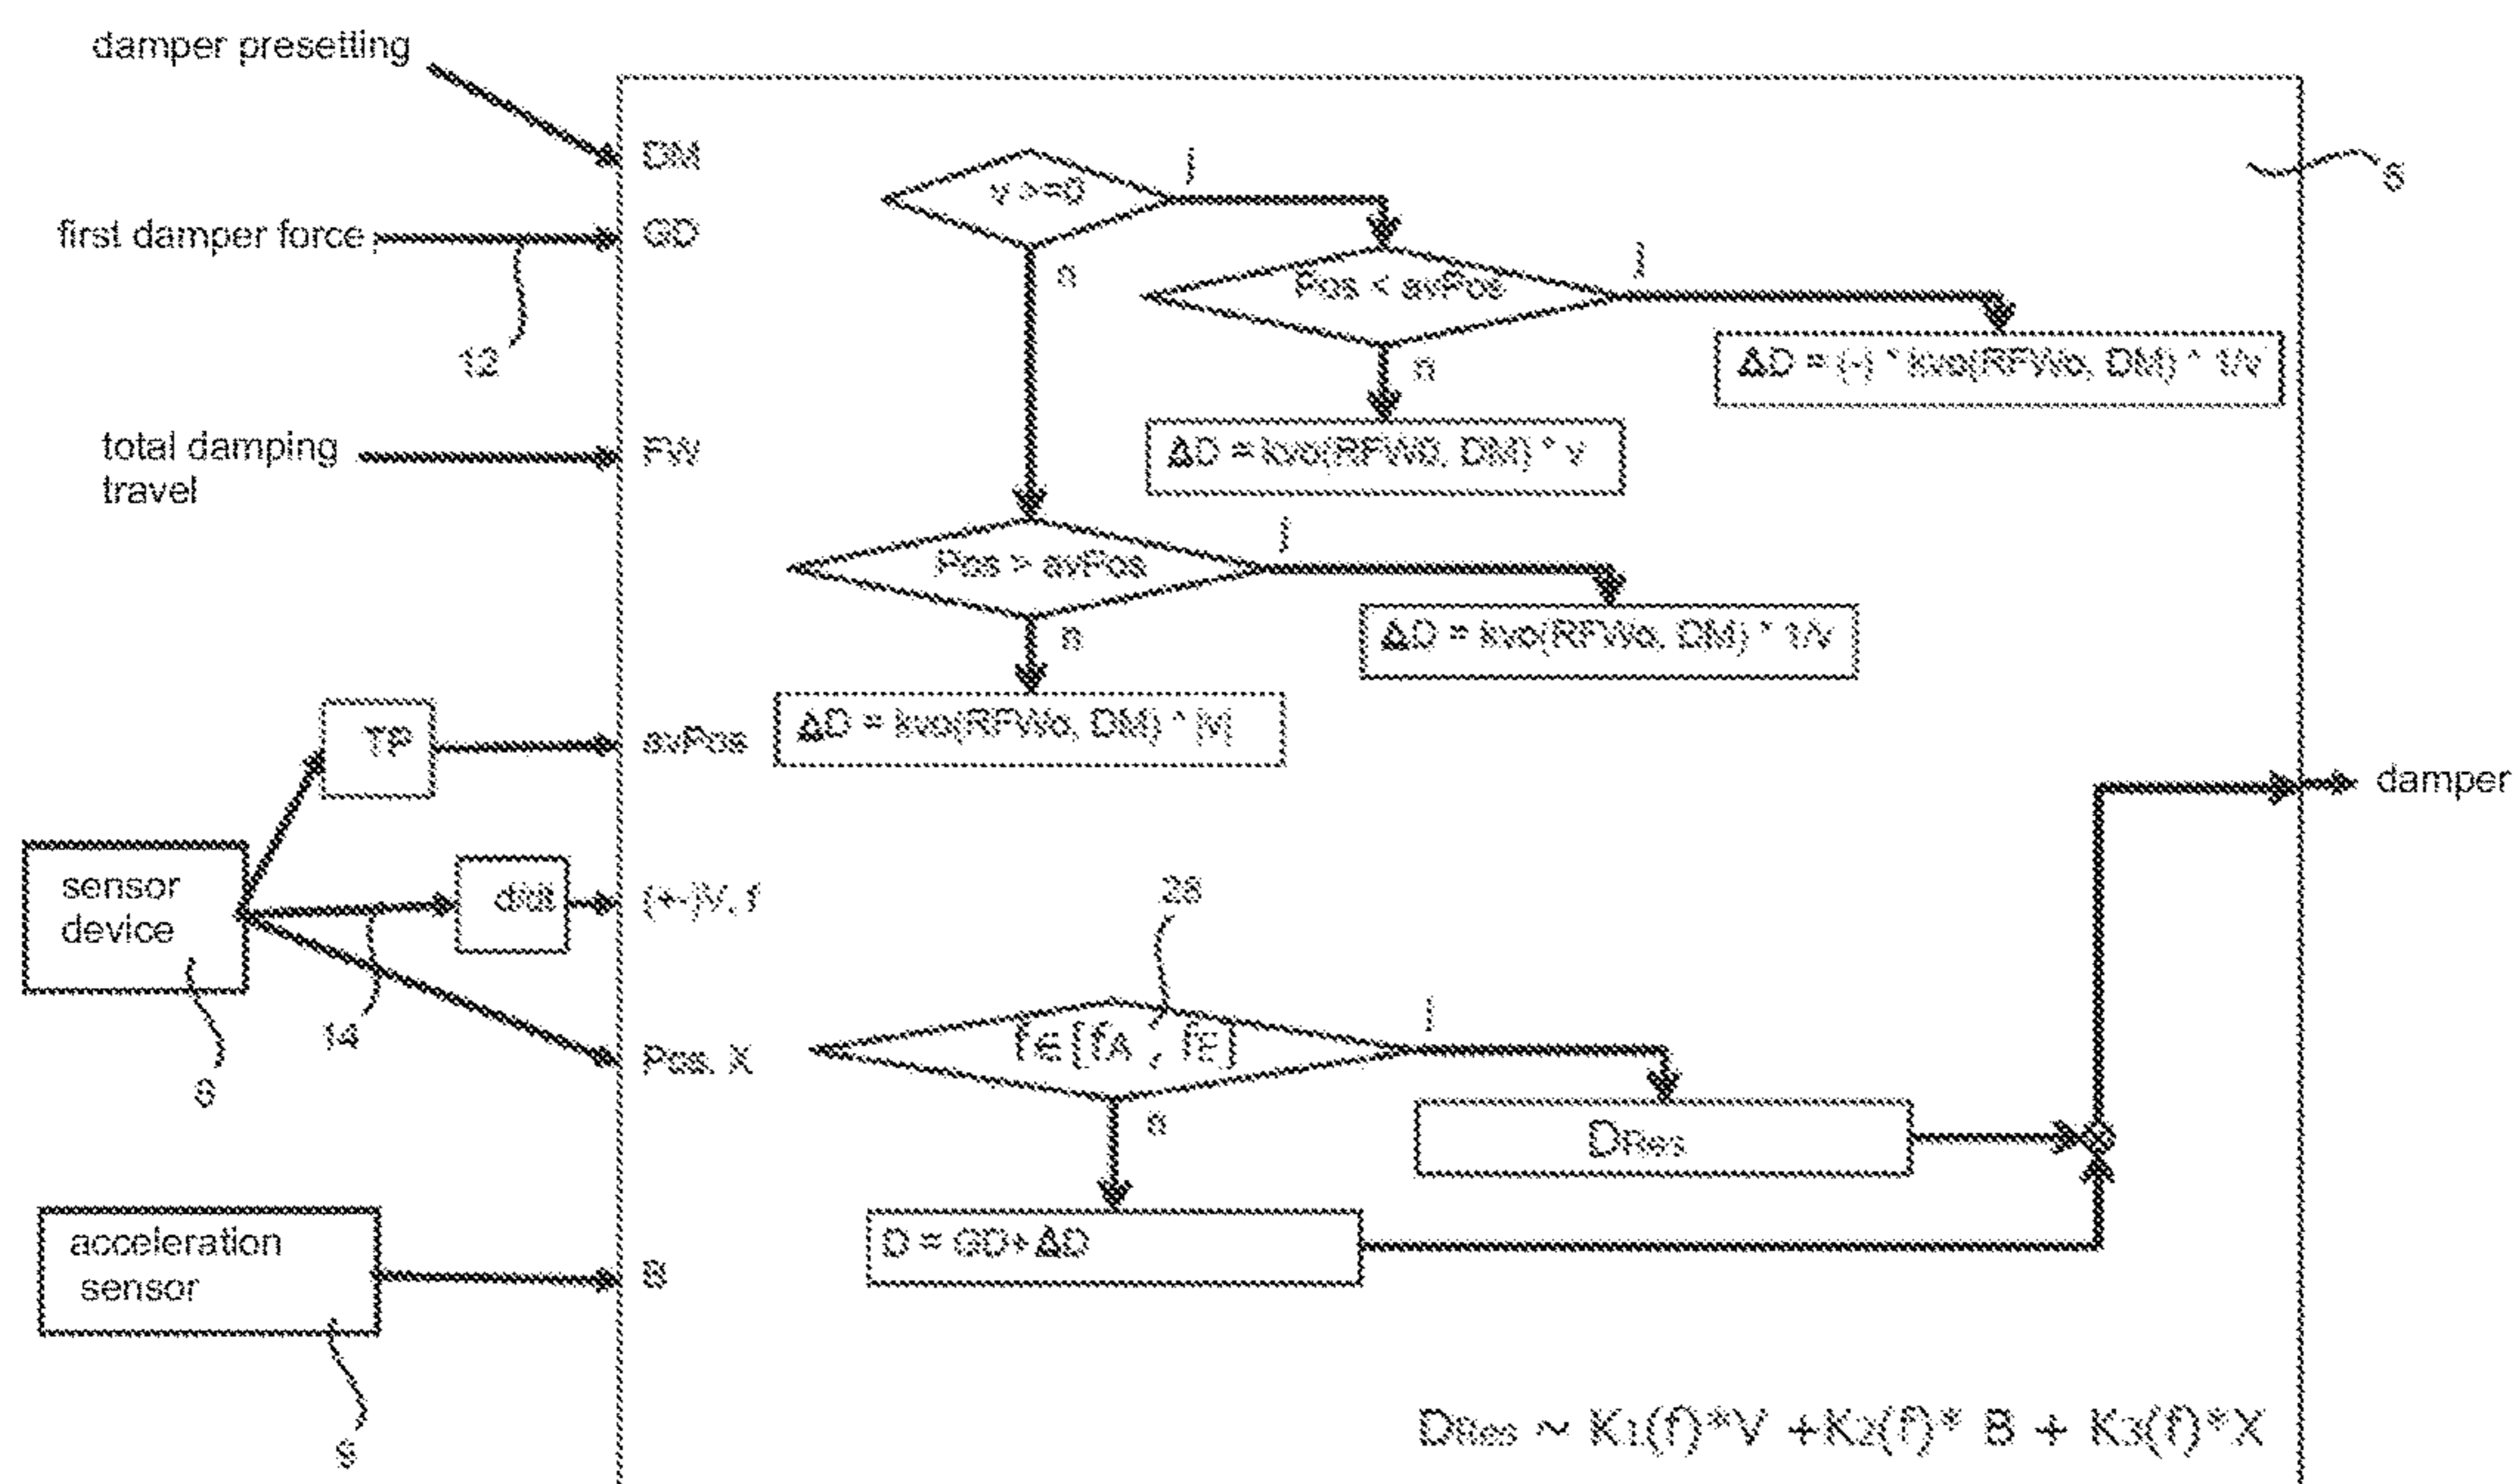 damper presetting
DM
j
v >=0
first damper force
GD
n
Pos < avPos
j
12
n
ΔD = (-) * kvo(RFWo, DM) * 1/v
total damping
travel
FW
ΔD = kvo(RFWo, DM) * v
j
Pos > avPos
n
ΔD = kvo(RFWo, DM) * 1/v
TP
avPos
ΔD = kvo(RFWo, DM) * |v|
damper
sensor
device
d/dt
(+-)V, f
14
j
f∈[fA ; fE]
Pos. X
n
DRes
acceleration
sensor
D = GD+ΔD
B
DRes ~ K1(f)*V +K2(f)* B + K3(f)*X